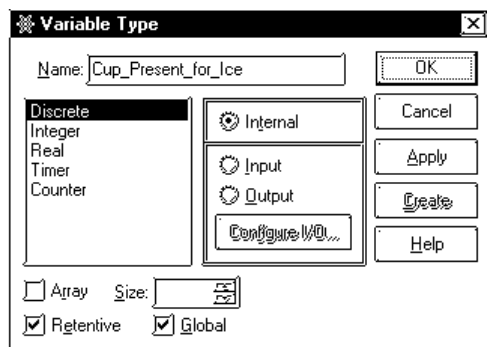 Variable Type
Name: Cup_Present_for_Ice
OK
Discrete
Integer
Real
Timer
Counter
Internal
Input
Output
Configure I/O...
Cancel
Apply
Create
Help
Array Size:
Retentive Global